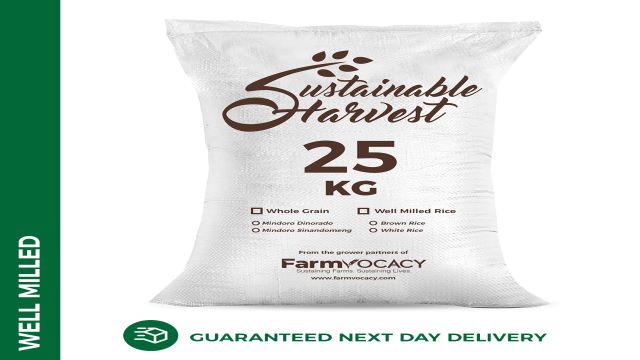 WELL MILLED
Sustainable
Harvest
25
KG
Whole Grain Well Milled Rice
Mindoro Dinorado Brown Rice
Mindoro Sinandomeng White Rice
From the grower partners of
FarmVOCACY
Sustaining Farms. Sustaining Lives.
www.farmvocacy.com
GUARANTEED NEXT DAY DELIVERY